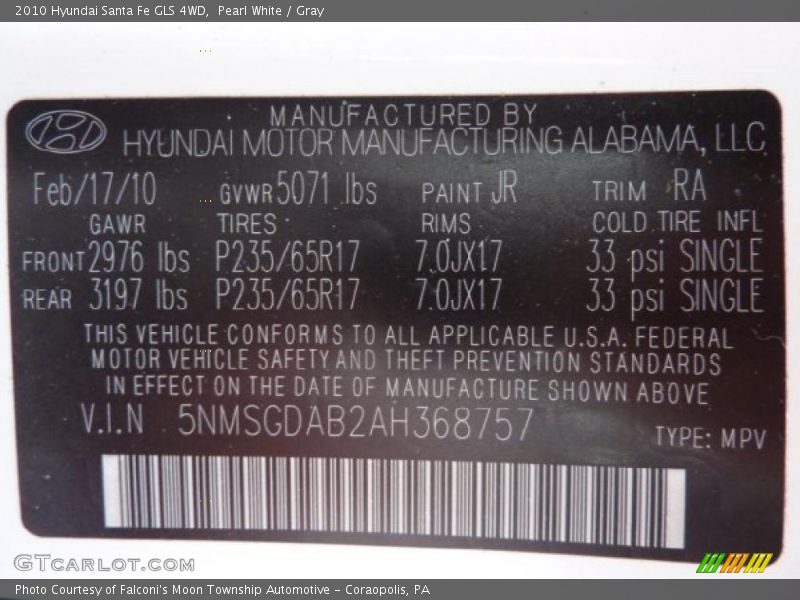 2010 Hyundai Santa Fe GLS 4WD,  Pearl White / Gray
MANUFACTURED BY
HYUNDAI MOTOR MANUFACTURING ALABAMA, LLC
Feb/17/10 GVWR 5071 lbs PAINT JR TRIM RA
GAWR TIRES RIMS COLD TIRE INFL
FRONT 2976 lbs P235/65R17 7.0JX17 33 psi SINGLE
REAR 3197 lbs P235/65R17 7.0JX17 33 psi SINGLE
THIS VEHICLE CONFORMS TO ALL APPLICABLE U.S.A. FEDERAL
MOTOR VEHICLE SAFETY AND THEFT PREVENTION STANDARDS
IN EFFECT ON THE DATE OF MANUFACTURE SHOWN ABOVE
V.I.N 5NMSGDAB2AH368757
TYPE: MPV
GTCARLOT.COM
Photo Courtesy of Falconi's Moon Township Automotive - Coraopolis, PA